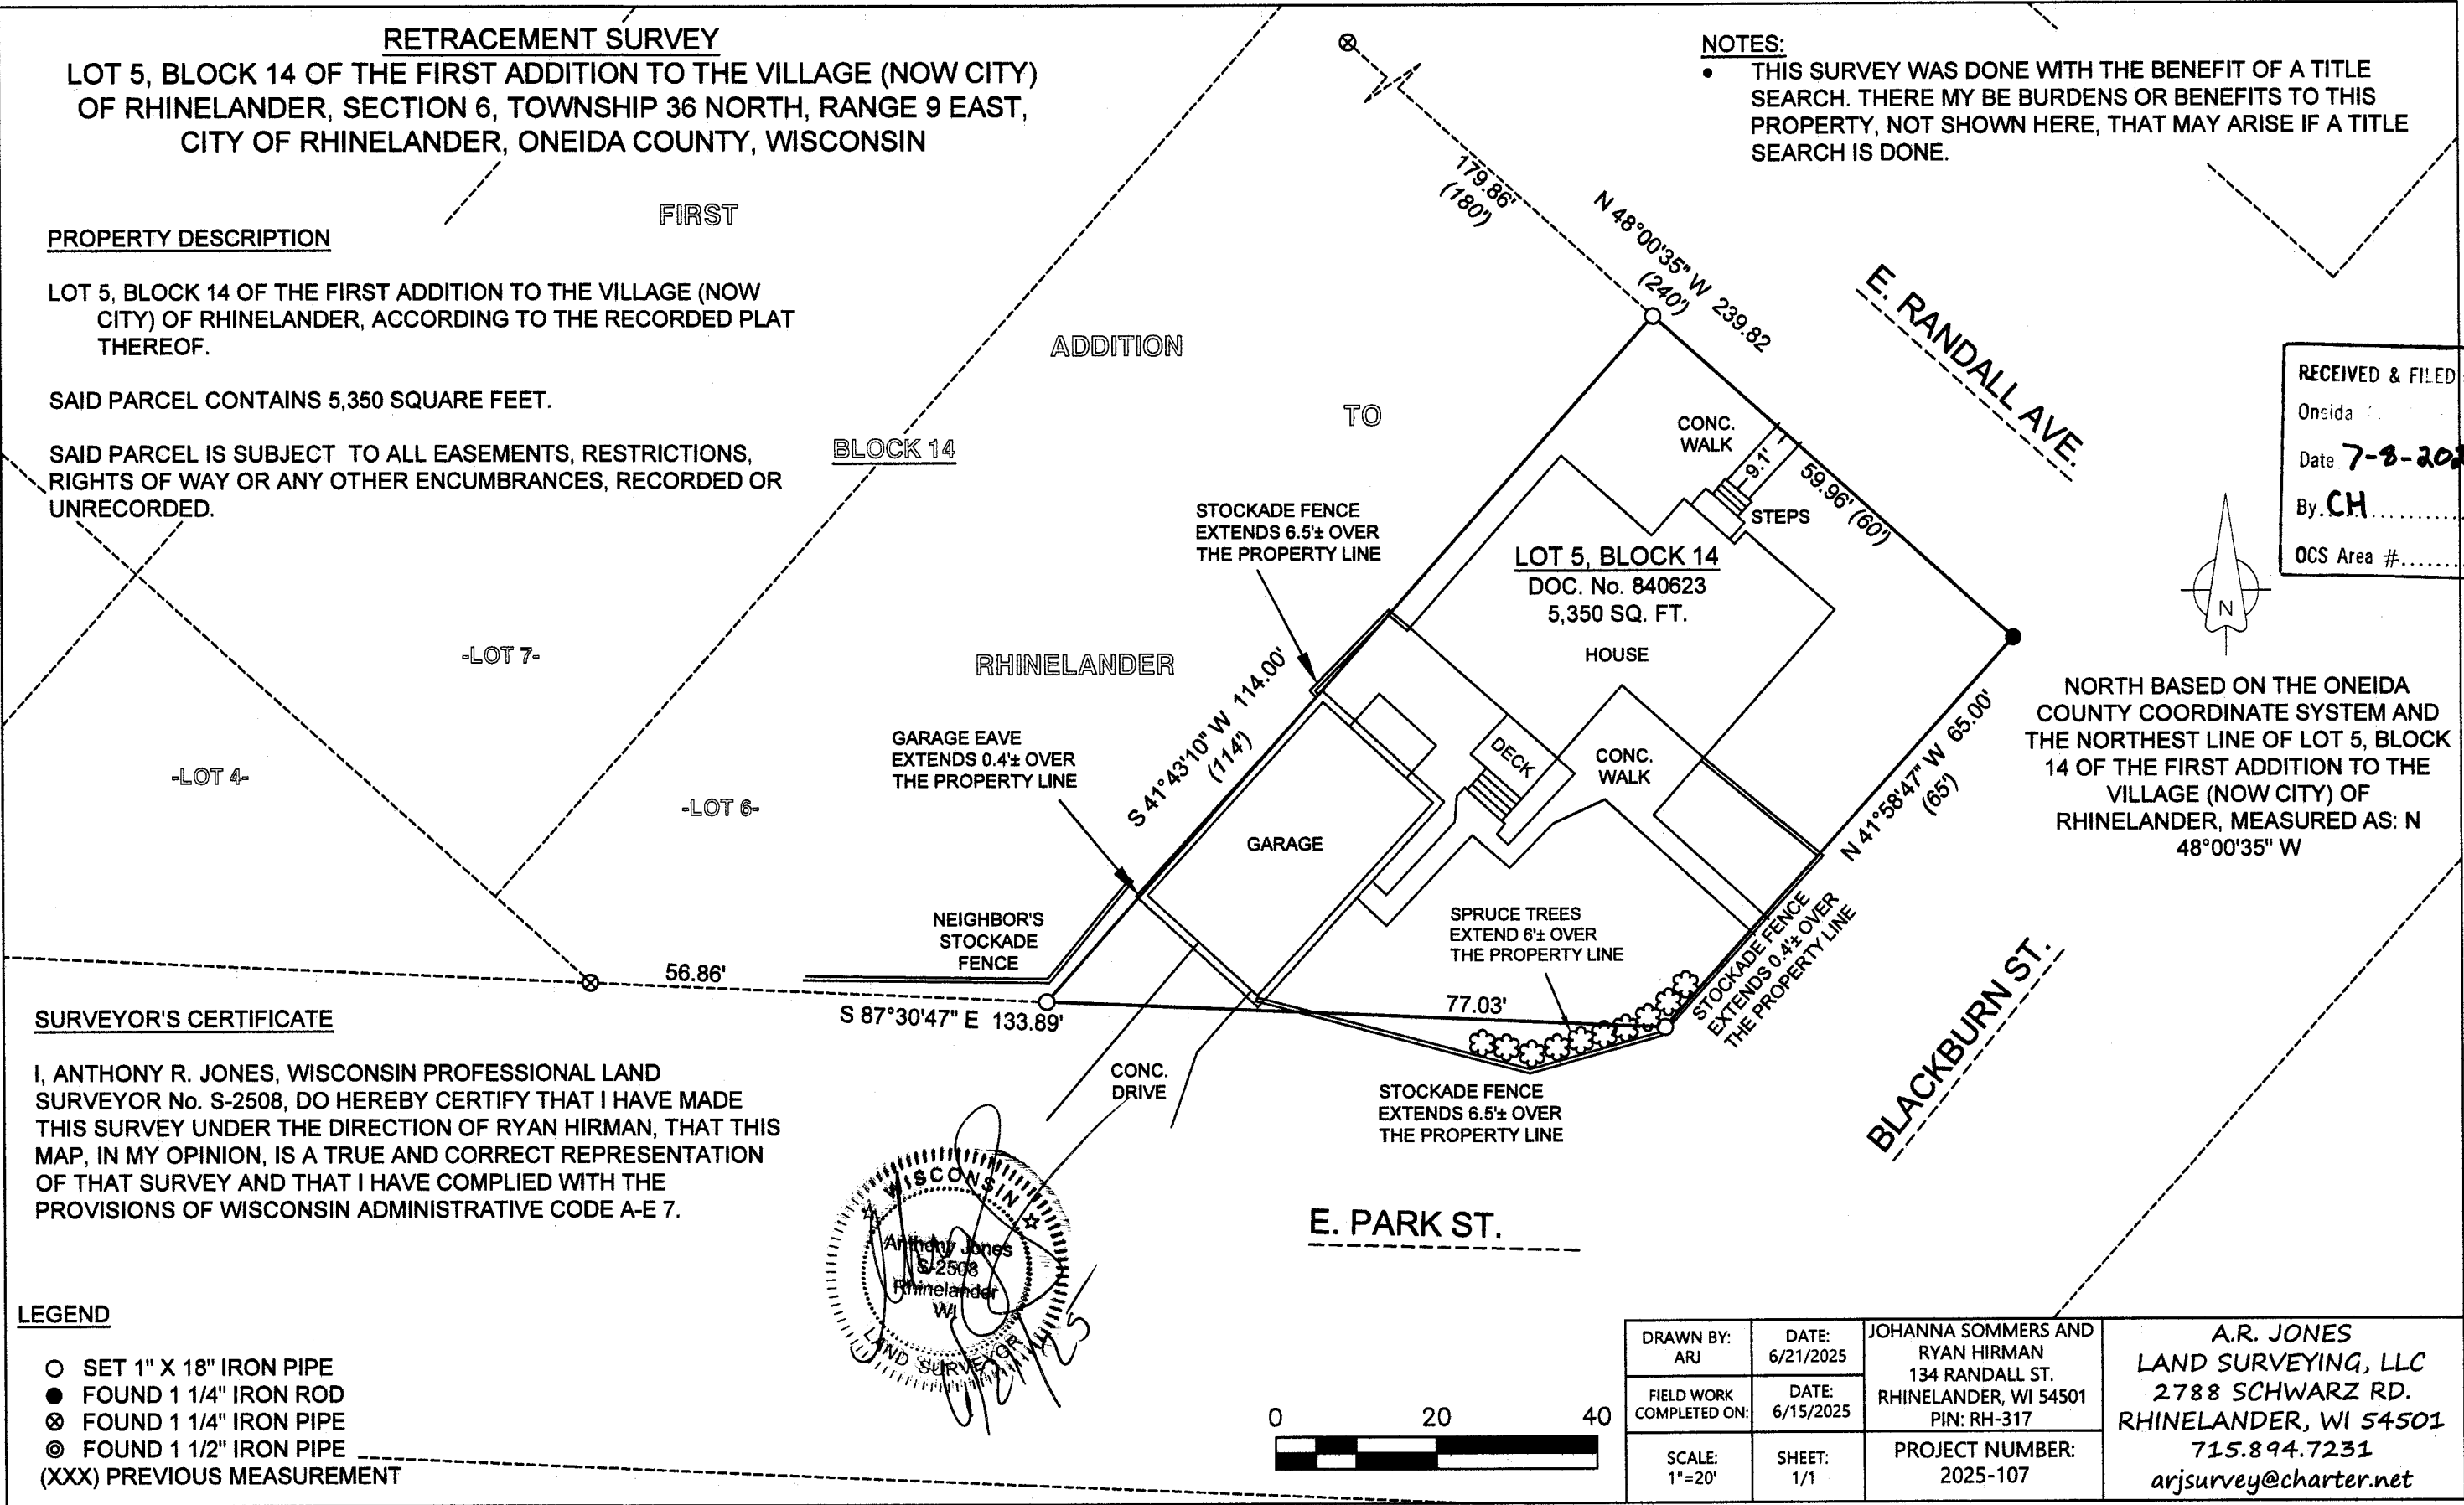 RETRACEMENT SURVEY
LOT 5, BLOCK 14 OF THE FIRST ADDITION TO THE VILLAGE (NOW CITY)
OF RHINELANDER, SECTION 6, TOWNSHIP 36 NORTH, RANGE 9 EAST,
CITY OF RHINELANDER, ONEIDA COUNTY, WISCONSIN
NOTES:
• THIS SURVEY WAS DONE WITH THE BENEFIT OF A TITLE
SEARCH. THERE MY BE BURDENS OR BENEFITS TO THIS
PROPERTY, NOT SHOWN HERE, THAT MAY ARISE IF A TITLE
SEARCH IS DONE.
PROPERTY DESCRIPTION
LOT 5, BLOCK 14 OF THE FIRST ADDITION TO THE VILLAGE (NOW
CITY) OF RHINELANDER, ACCORDING TO THE RECORDED PLAT
THEREOF.
SAID PARCEL CONTAINS 5,350 SQUARE FEET.
SAID PARCEL IS SUBJECT TO ALL EASEMENTS, RESTRICTIONS,
RIGHTS OF WAY OR ANY OTHER ENCUMBRANCES, RECORDED OR
UNRECORDED.
FIRST
ADDITION
TO
BLOCK 14
RHINELANDER
-LOT 7-
-LOT 4-
-LOT 6-
179.86'
(180')
N 48°00'35" W 239.82
(240')
E. RANDALL AVE.
RECEIVED & FILED
Oneida
Date 7-8-202
By. CH
OCS Area #
CONC.
WALK
9.1'
STEPS
59.96' (60')
STOCKADE FENCE
EXTENDS 6.5'± OVER
THE PROPERTY LINE
LOT 5, BLOCK 14
DOC. No. 840623
5,350 SQ. FT.
HOUSE
N
NORTH BASED ON THE ONEIDA
COUNTY COORDINATE SYSTEM AND
THE NORTHEST LINE OF LOT 5, BLOCK
14 OF THE FIRST ADDITION TO THE
VILLAGE (NOW CITY) OF
RHINELANDER, MEASURED AS: N
48°00'35" W
S 41°43'10" W 114.00'
(114')
GARAGE EAVE
EXTENDS 0.4'± OVER
THE PROPERTY LINE
DECK
CONC.
WALK
GARAGE
N 41°58'47" W 65.00'
(65')
NEIGHBOR'S
STOCKADE
FENCE
SPRUCE TREES
EXTEND 6'± OVER
THE PROPERTY LINE
STOCKADE FENCE
EXTENDS 0.4'± OVER
THE PROPERTY LINE
56.86'
S 87°30'47" E 133.89'
77.03'
BLACKBURN ST.
CONC.
DRIVE
STOCKADE FENCE
EXTENDS 6.5'± OVER
THE PROPERTY LINE
E. PARK ST.
SURVEYOR'S CERTIFICATE
I, ANTHONY R. JONES, WISCONSIN PROFESSIONAL LAND
SURVEYOR No. S-2508, DO HEREBY CERTIFY THAT I HAVE MADE
THIS SURVEY UNDER THE DIRECTION OF RYAN HIRMAN, THAT THIS
MAP, IN MY OPINION, IS A TRUE AND CORRECT REPRESENTATION
OF THAT SURVEY AND THAT I HAVE COMPLIED WITH THE
PROVISIONS OF WISCONSIN ADMINISTRATIVE CODE A-E 7.
WISCONSIN
Anthony Jones
S-2508
Rhinelander
WI
LAND SURVEYOR
LEGEND
SET 1" X 18" IRON PIPE
FOUND 1 1/4" IRON ROD
FOUND 1 1/4" IRON PIPE
FOUND 1 1/2" IRON PIPE
(XXX) PREVIOUS MEASUREMENT
0 20 40
DRAWN BY:
ARJ
DATE:
6/21/2025
FIELD WORK
COMPLETED ON:
DATE:
6/15/2025
SCALE:
1"=20'
SHEET:
1/1
JOHANNA SOMMERS AND
RYAN HIRMAN
134 RANDALL ST.
RHINELANDER, WI 54501
PIN: RH-317
PROJECT NUMBER:
2025-107
A.R. JONES
LAND SURVEYING, LLC
2788 SCHWARZ RD.
RHINELANDER, WI 54501
715.894.7231
arjsurvey@charter.net